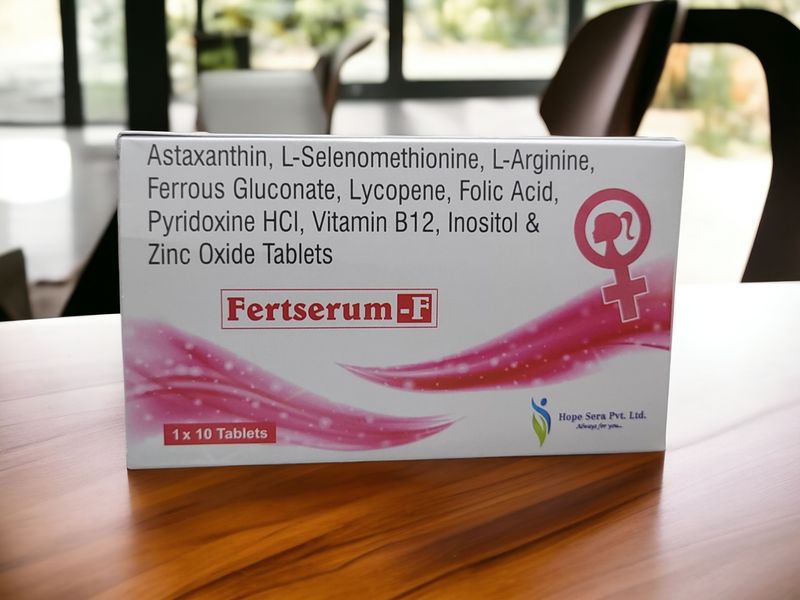 Astaxanthin, L-Selenomethionine, L-Arginine,
Ferrous Gluconate, Lycopene, Folic Acid,
Pyridoxine HCl, Vitamin B12, Inositol &
Zinc Oxide Tablets
Fertserum-F
1 x 10 Tablets
Hope Sera Pvt. Ltd.
Always for you...